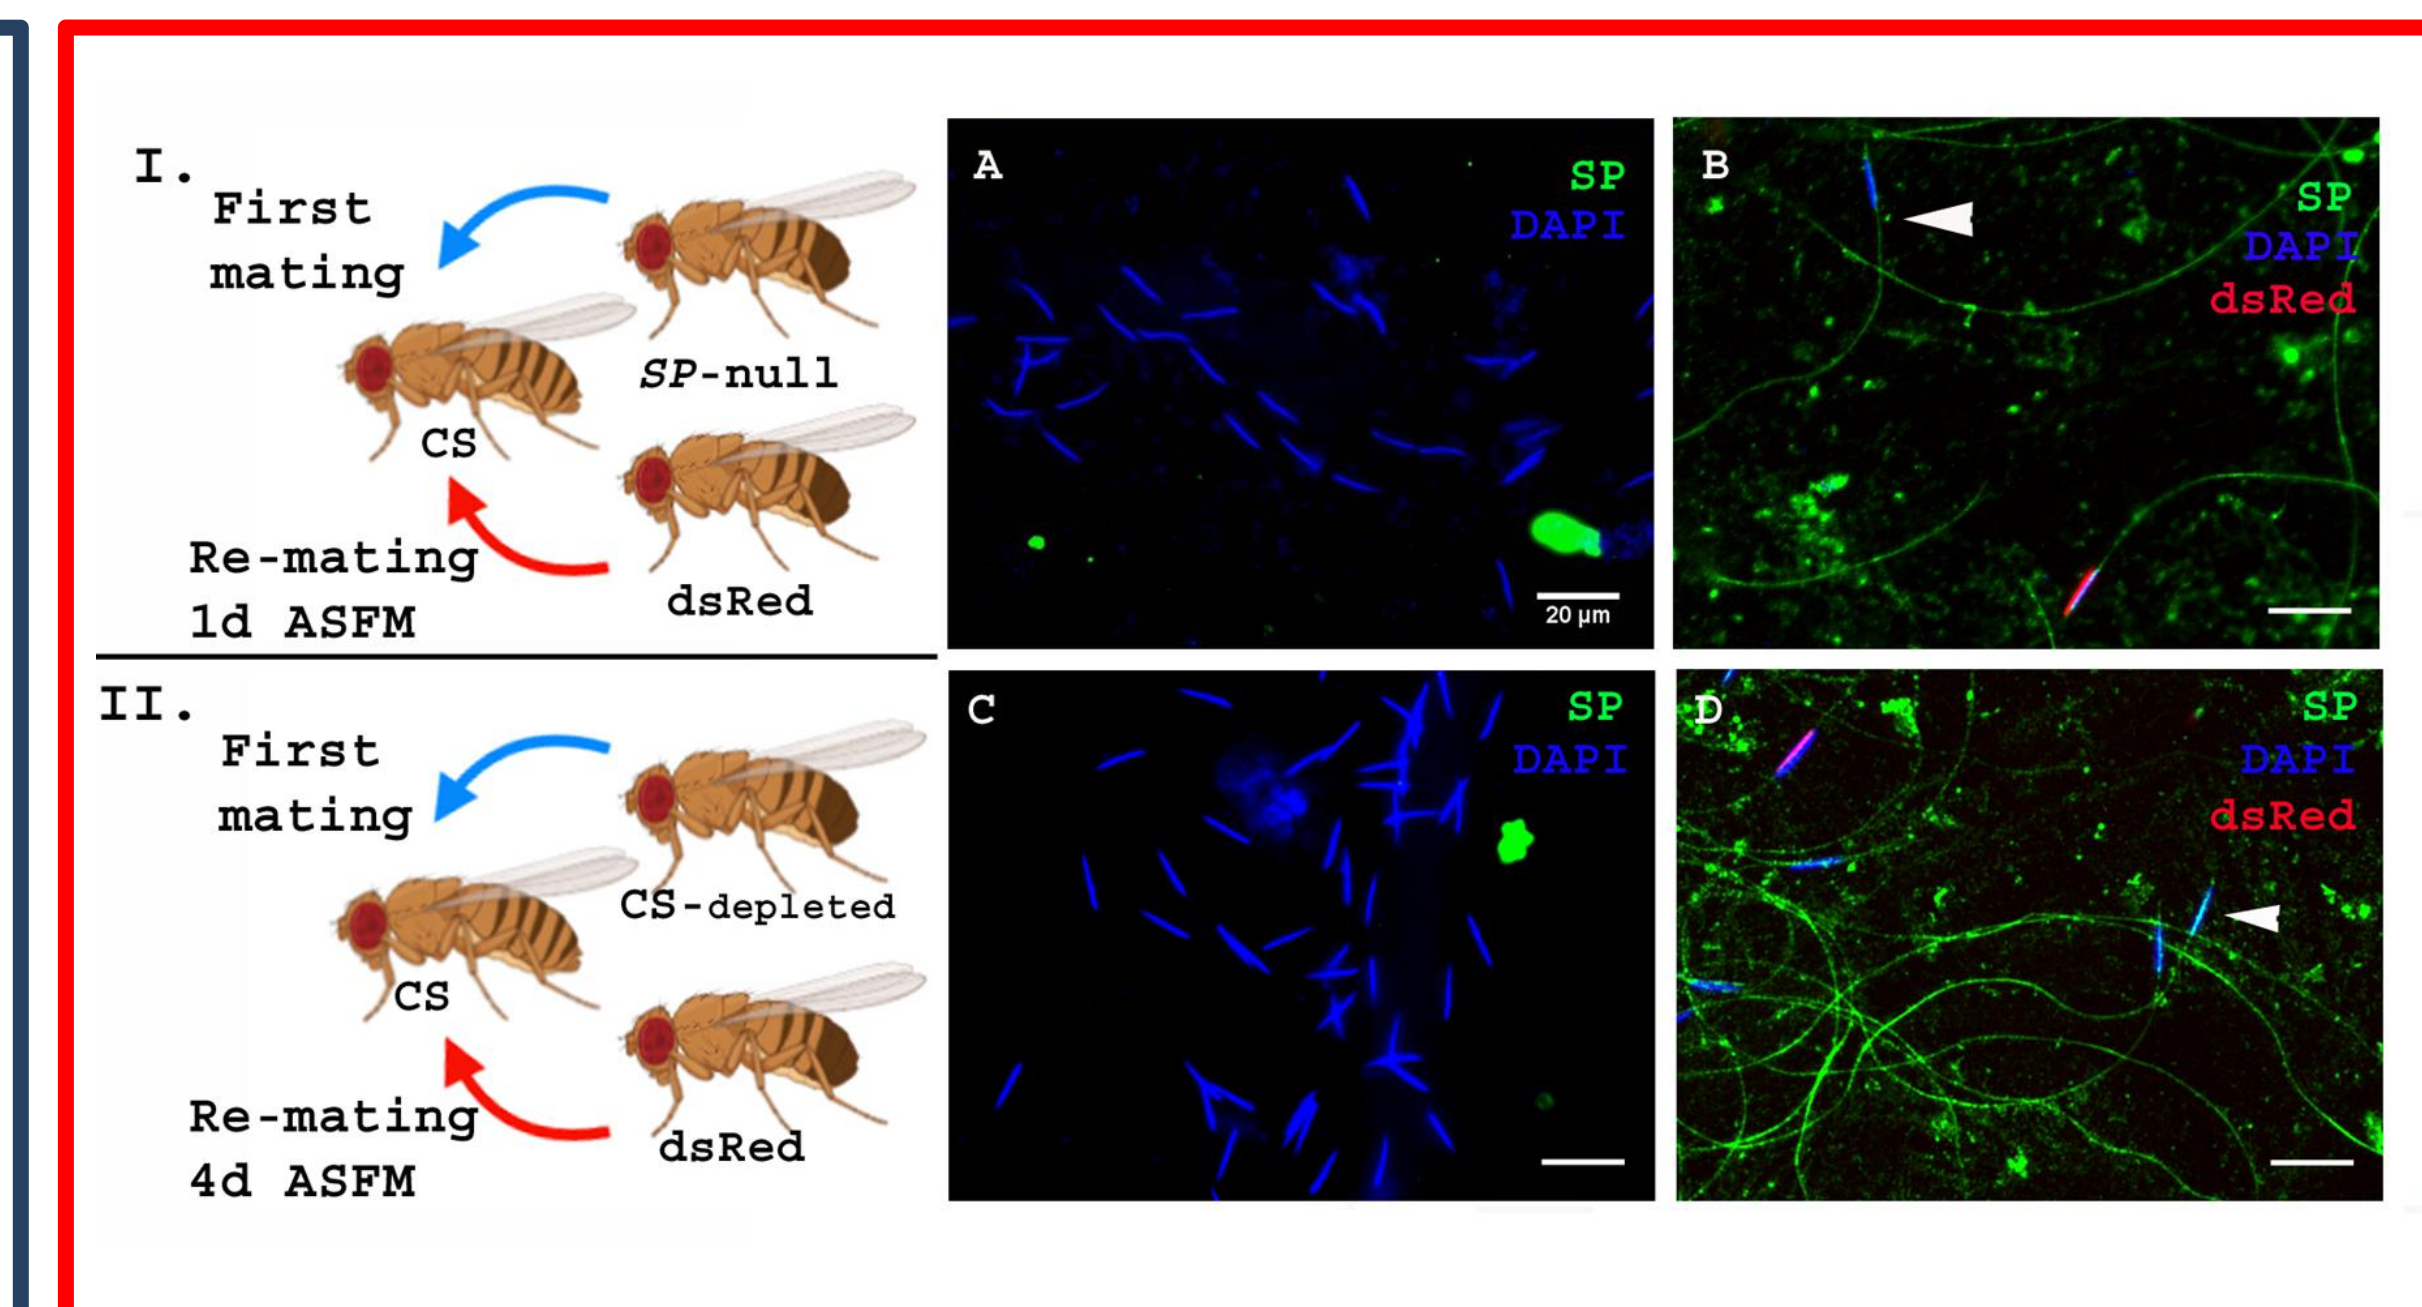 I.
First
mating
SP-null
CS
Re-mating
1d ASFM
dsRed
A
SP
DAPI
20 μm
B
SP
DAPI
dsRed
II.
First
mating
CS-depleted
CS
Re-mating
4d ASFM
dsRed
C
SP
DAPI
D
SP
DAPI
dsRed